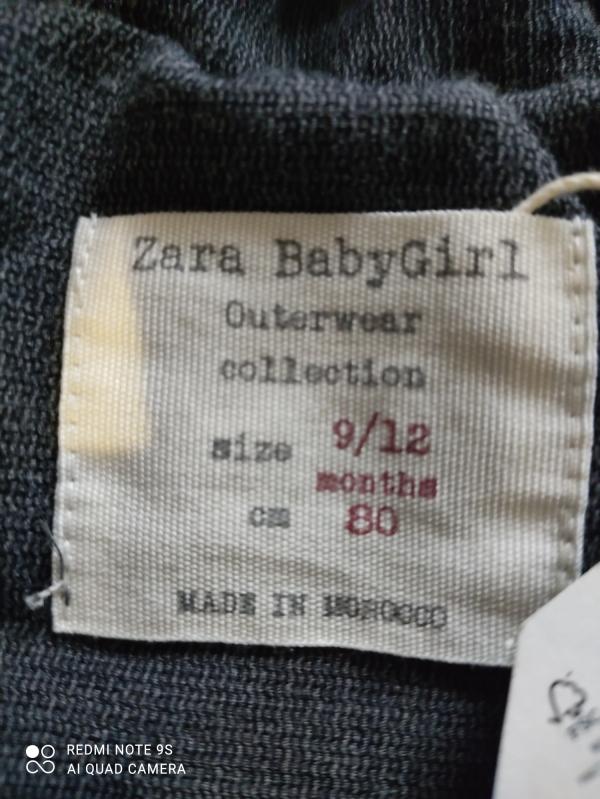 Zara BabyGirl
Outerwear
collection
size 9/12
months
cm 80
MADE IN MOROCCO
REDMI NOTE 9S
AI QUAD CAMERA